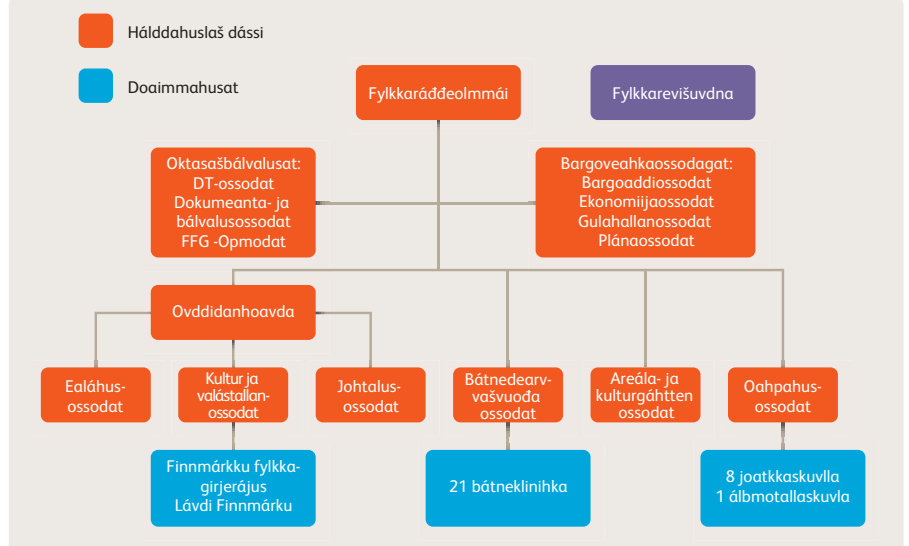 Hálddahuslaš dássi
Doaimmahusat
Fylkkaráđđeolmmái
Fylkkarevišuvdna
Oktasašbálvalusat:
DT-ossodat
Dokumeanta- ja
bálvalusossodat
FFG -Opmodat
Bargoveahkaossodagat:
Bargoaddiossodat
Ekonomiijaossodat
Gulahallanossodat
Plánaossodat
Ovddidanhoavda
Ealáhus-
ossodat
Kultur ja
valástallan-
ossodat
Johtalus-
ossodat
Bátnedearv-
vašvuođa
ossodat
Areála- ja
kulturgáhtten
ossodat
Oahpahus-
ossodat
Finnmárkku fylkka-
girjerájus
Lávdi Finnmárku
21 bátneklinihka
8 joatkkaskuvlla
1 álbmotallaskuvla